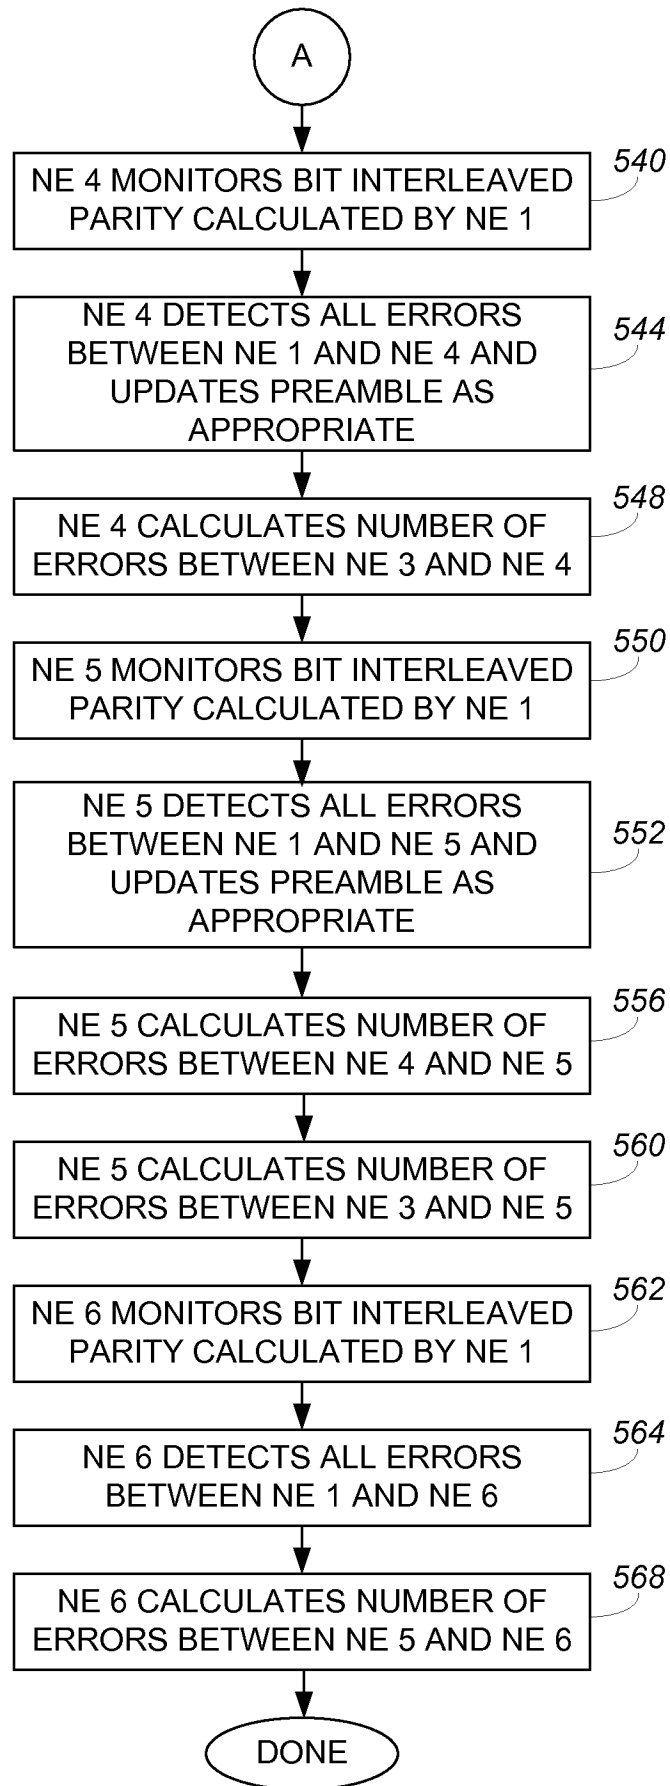 A
NE 4 MONITORS BIT INTERLEAVED
PARITY CALCULATED BY NE 1
540
NE 4 DETECTS ALL ERRORS
BETWEEN NE 1 AND NE 4 AND
UPDATES PREAMBLE AS
APPROPRIATE
544
NE 4 CALCULATES NUMBER OF
ERRORS BETWEEN NE 3 AND NE 4
548
NE 5 MONITORS BIT INTERLEAVED
PARITY CALCULATED BY NE 1
550
NE 5 DETECTS ALL ERRORS
BETWEEN NE 1 AND NE 5 AND
UPDATES PREAMBLE AS
APPROPRIATE
552
NE 5 CALCULATES NUMBER OF
ERRORS BETWEEN NE 4 AND NE 5
556
NE 5 CALCULATES NUMBER OF
ERRORS BETWEEN NE 3 AND NE 5
560
NE 6 MONITORS BIT INTERLEAVED
PARITY CALCULATED BY NE 1
562
NE 6 DETECTS ALL ERRORS
BETWEEN NE 1 AND NE 6
564
NE 6 CALCULATES NUMBER OF
ERRORS BETWEEN NE 5 AND NE 6
568
DONE